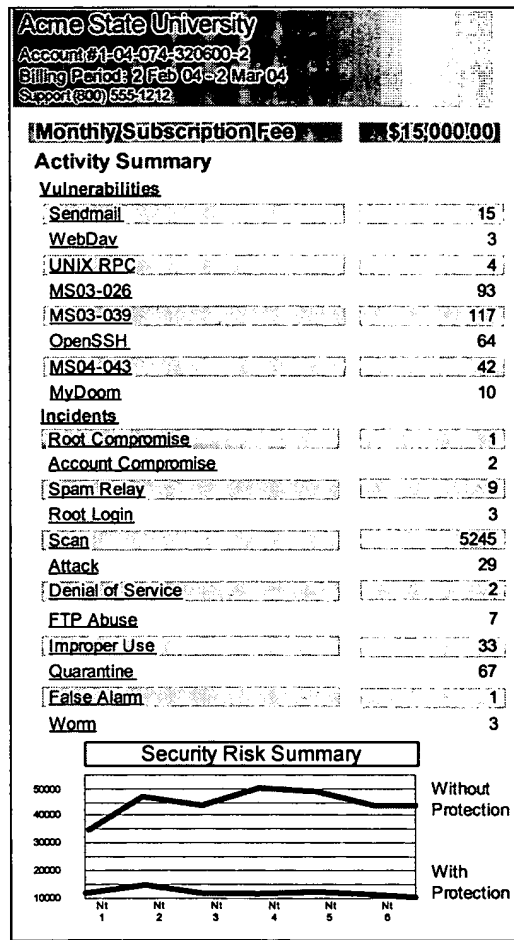 Acme State University
Account#1-04-074-320600-2
Billing Period: 2 Feb 04 - 2 Mar 04
Support (800) 555-1212
Monthly Subscription Fee $15,000.00
Activity Summary
Vulnerabilities
Sendmail 15
WebDav 3
UNIX RPC 4
MS03-026 93
MS03-039 117
OpenSSH 64
MS04-043 42
MyDoom 10
Incidents
Root Compromise 1
Account Compromise 2
Spam Relay 9
Root Login 3
Scan 5245
Attack 29
Denial of Service 2
FTP Abuse 7
Improper Use 33
Quarantine 67
False Alarm 1
Worm 3
Security Risk Summary
50000
40000
30000
20000
10000
Without
Protection
With
Protection
Nt Nt Nt Nt Nt Nt
1 2 3 4 5 6